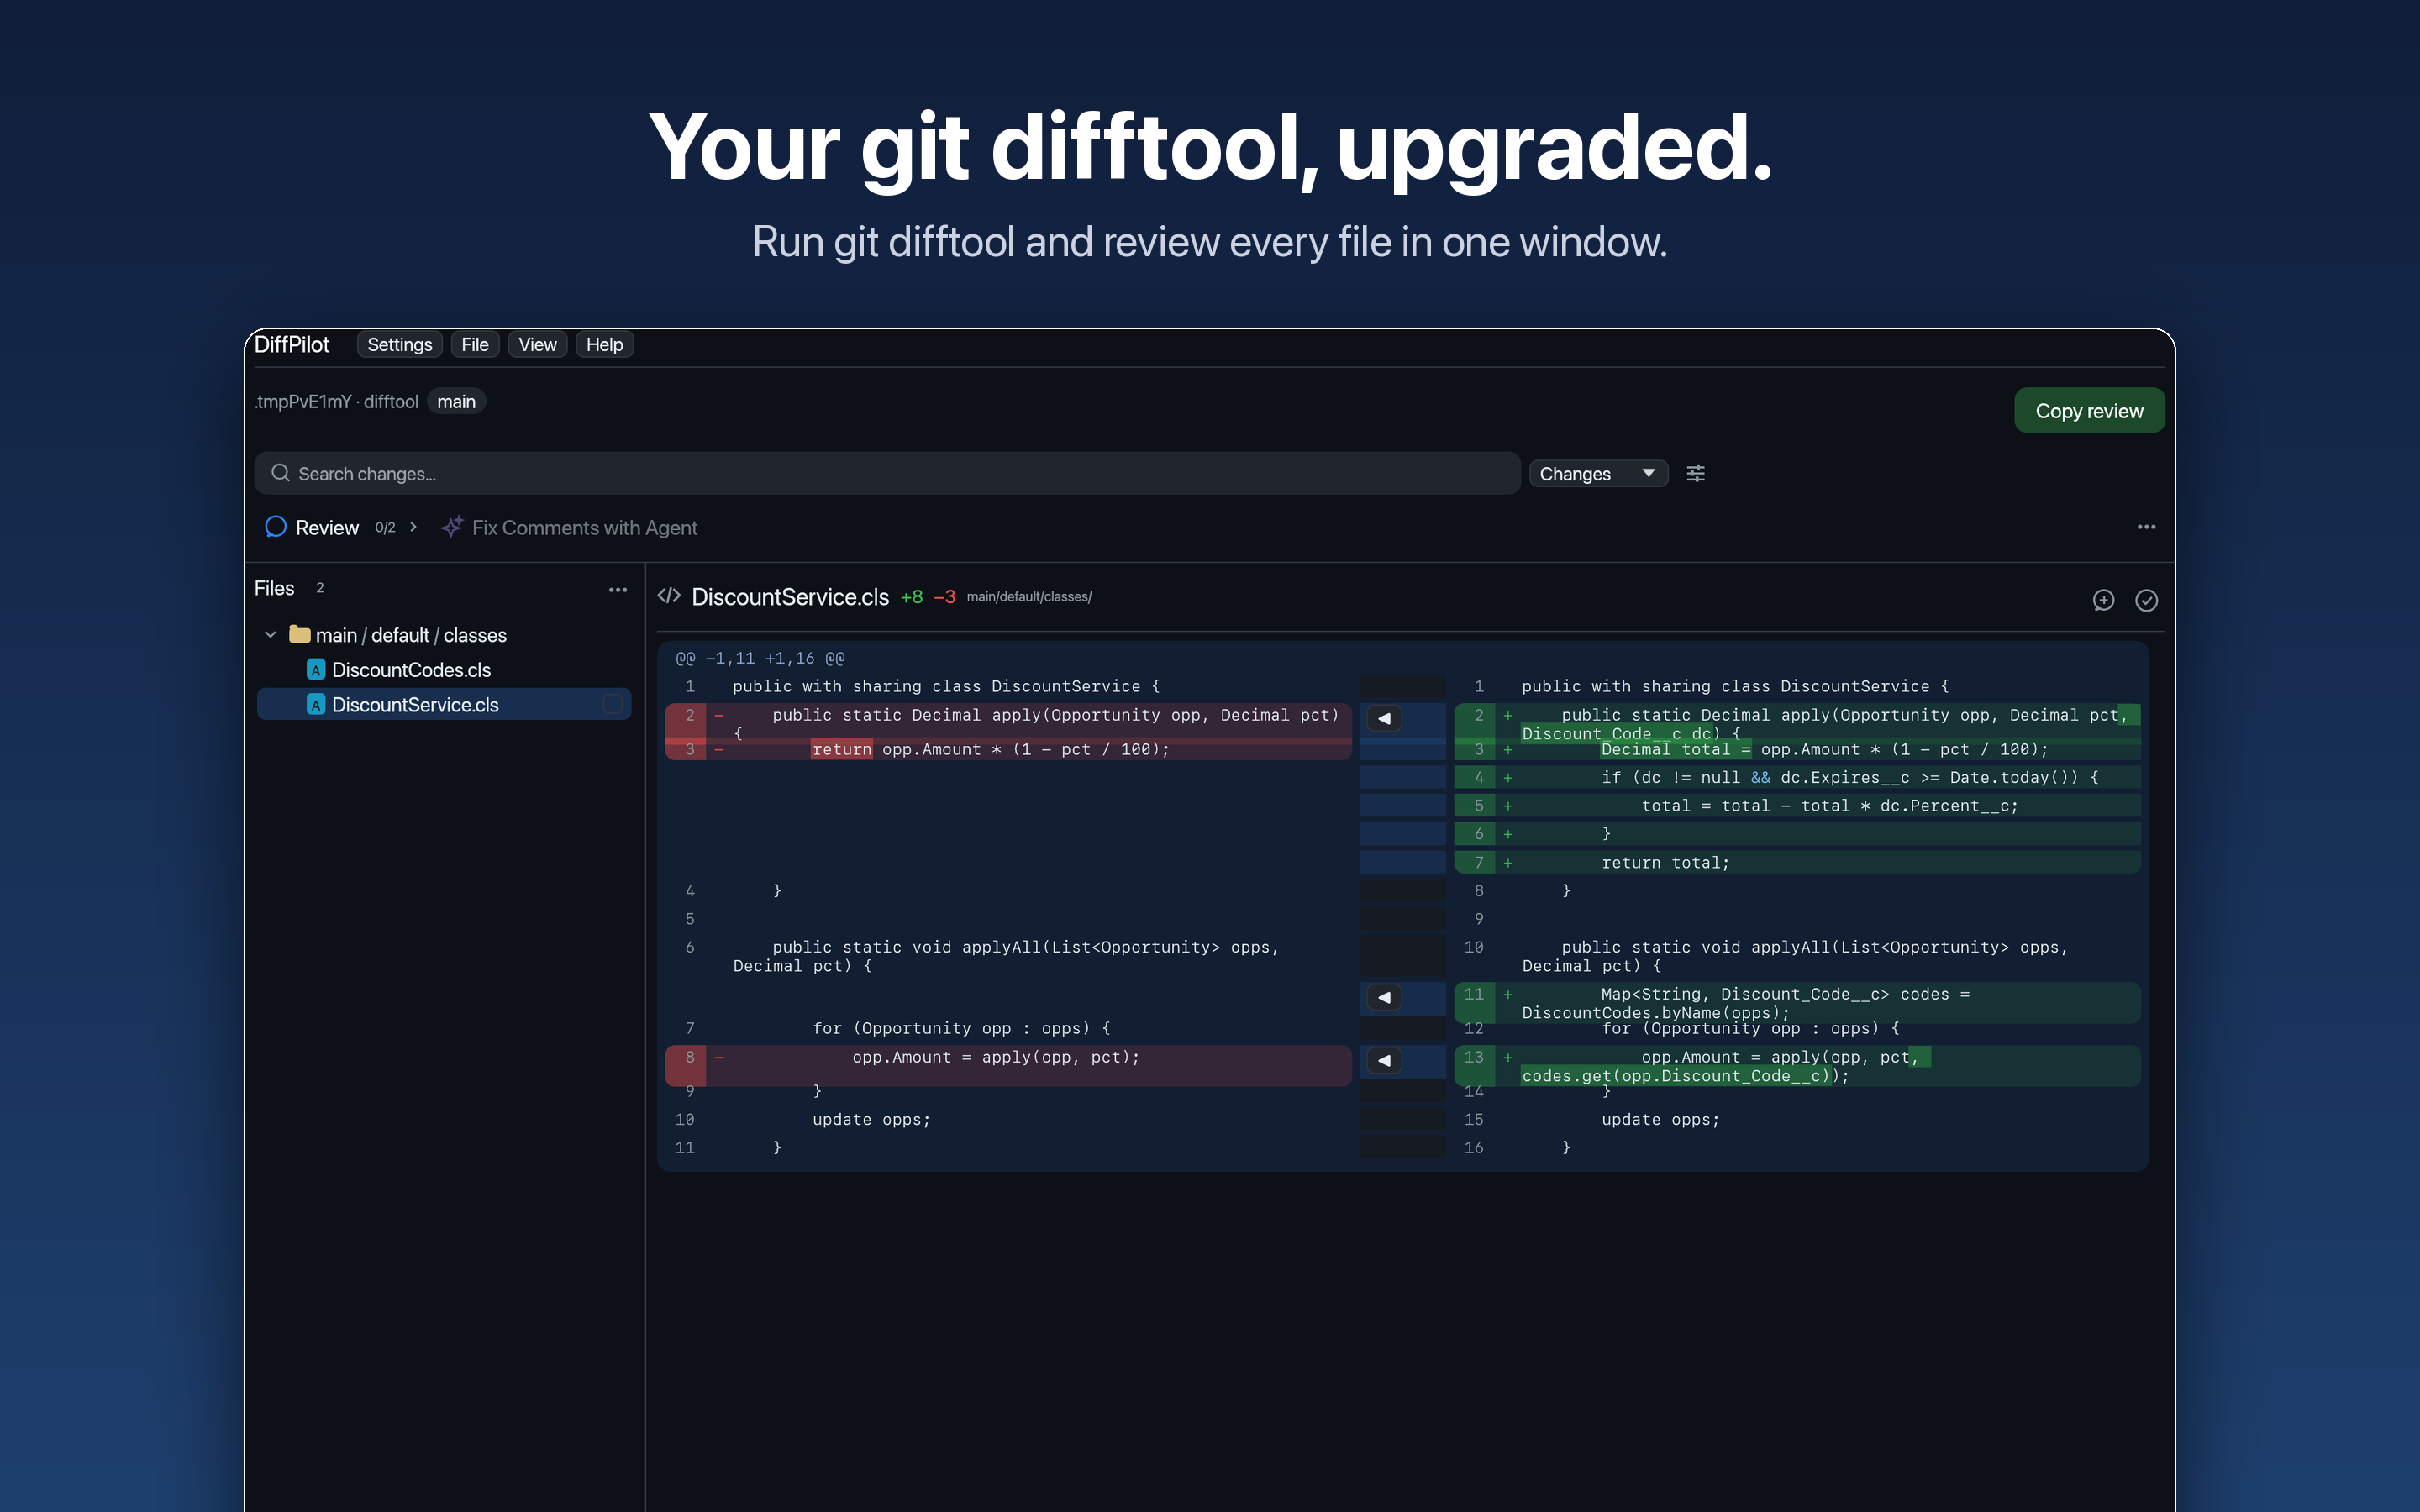 Your git difftool, upgraded.
Run git difftool and review every file in one window.
DiffPilot Settings File View Help
.tmpPvE1mY · difftool main
Copy review
Search changes...
Changes
Review 0/2 Fix Comments with Agent
Files 2
main / default / classes
A DiscountCodes.cls
A DiscountService.cls
DiscountService.cls +8 −3 main/default/classes/
@@ −1,11 +1,16 @@
1 public with sharing class DiscountService {
2 − public static Decimal apply(Opportunity opp, Decimal pct)
{
3 − return opp.Amount * (1 − pct / 100);
4 }
5
6 public static void applyAll(List<Opportunity> opps,
Decimal pct) {
7 for (Opportunity opp : opps) {
8 − opp.Amount = apply(opp, pct);
9 }
10 update opps;
11 }
1 public with sharing class DiscountService {
2 + public static Decimal apply(Opportunity opp, Decimal pct,
Discount_Code__c dc) {
3 + Decimal total = opp.Amount * (1 − pct / 100);
4 + if (dc != null && dc.Expires__c >= Date.today()) {
5 + total = total − total * dc.Percent__c;
6 + }
7 + return total;
8 }
9
10 public static void applyAll(List<Opportunity> opps,
Decimal pct) {
11 + Map<String, Discount_Code__c> codes =
DiscountCodes.byName(opps);
12 for (Opportunity opp : opps) {
13 + opp.Amount = apply(opp, pct,
codes.get(opp.Discount_Code__c));
14 }
15 update opps;
16 }